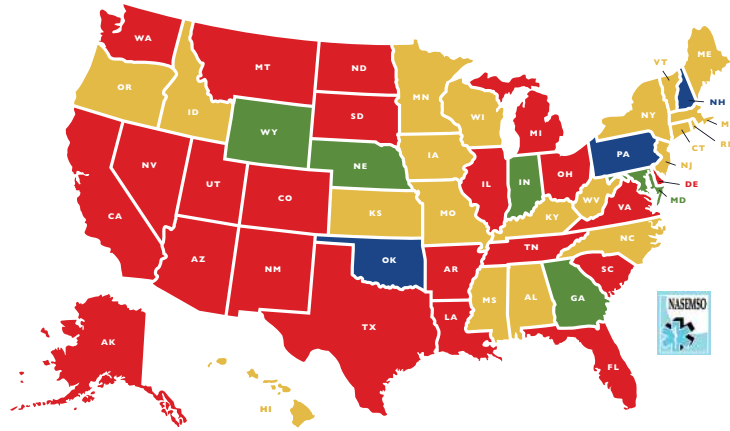 WA
MT
ND
MN
VT
ME
OR
ID
WY
SD
WI
MI
NY
NH
M
RI
CT
NV
UT
CO
NE
IA
IL
IN
OH
PA
NJ
DE
MD
CA
KS
MO
KY
WV
VA
AZ
NM
OK
AR
TN
NC
SC
TX
LA
MS
AL
GA
FL
AK
HI
NASEMSO